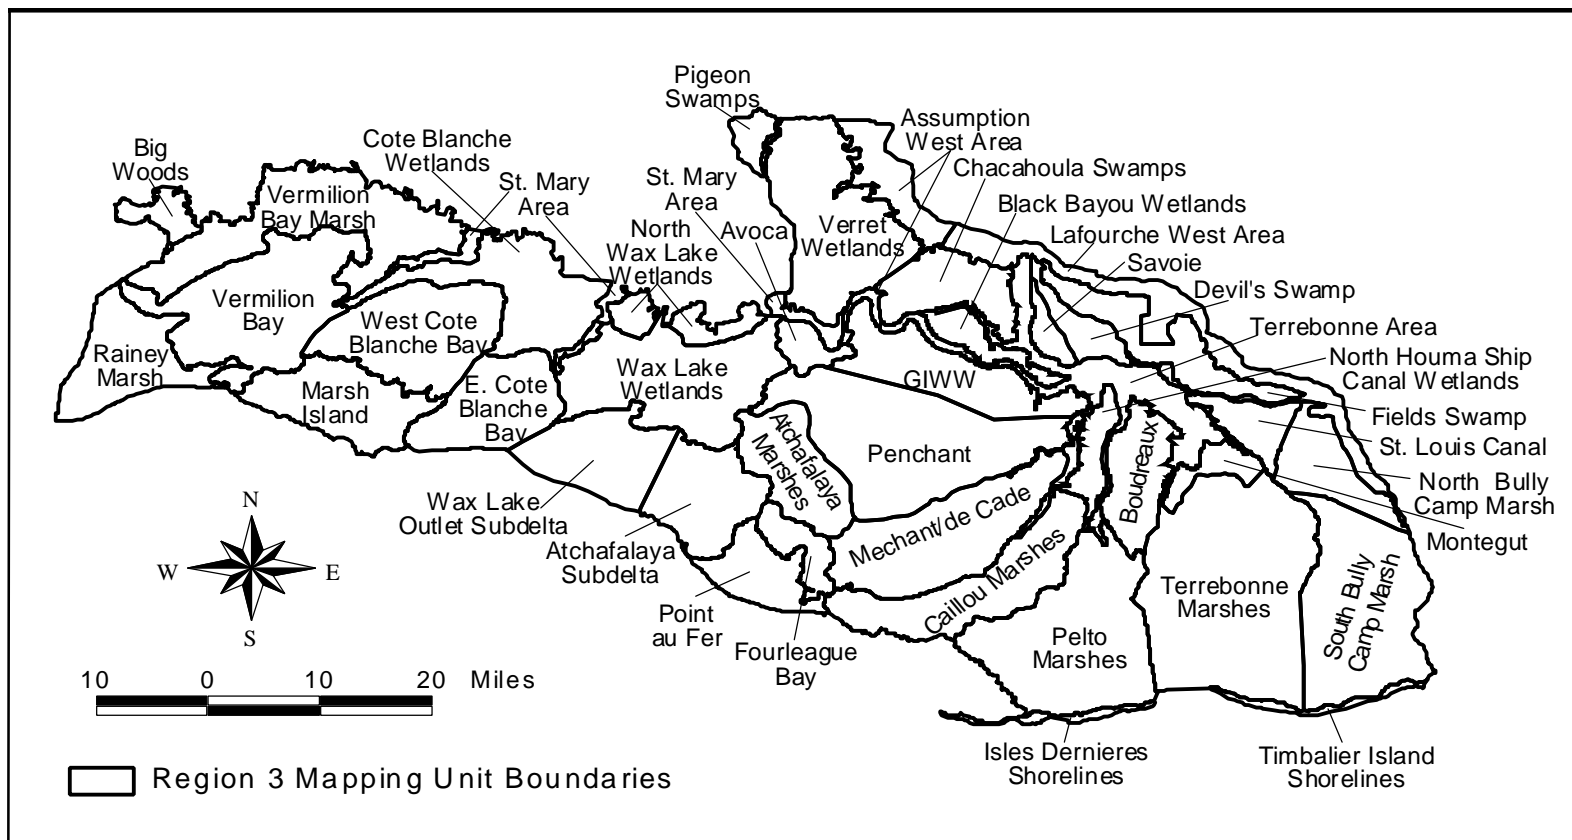 Pigeon
Swamps
Assumption
West Area
Cote Blanche
Wetlands
Big
Woods
Chacahoula Swamps
St. Mary
Area
St. Mary
Area
Vermilion
Bay Marsh
Black Bayou Wetlands
North
Wax Lake
Wetlands
Avoca
Verret
Wetlands
Lafourche West Area
Savoie
Devil's Swamp
Vermilion
Bay
West Cote
Blanche Bay
Terrebonne Area
Rainey
Marsh
North Houma Ship
Canal Wetlands
Marsh
Island
E. Cote
Blanche
Bay
Wax Lake
Wetlands
GIWW
Fields Swamp
St. Louis Canal
Atchafalaya
Marshes
Penchant
Boudreaux
North Bully
Camp Marsh
Wax Lake
Outlet Subdelta
Mechant/de Cade
Montegut
Atchafalaya
Subdelta
Caillou Marshes
Terrebonne
Marshes
South Bully
Camp Marsh
Point
au Fer
Fourleague
Bay
Pelto
Marshes
N
W
E
S
10 0 10 20 Miles
Isles Dernieres
Shorelines
Timbalier Island
Shorelines
Region 3 Mapping Unit Boundaries